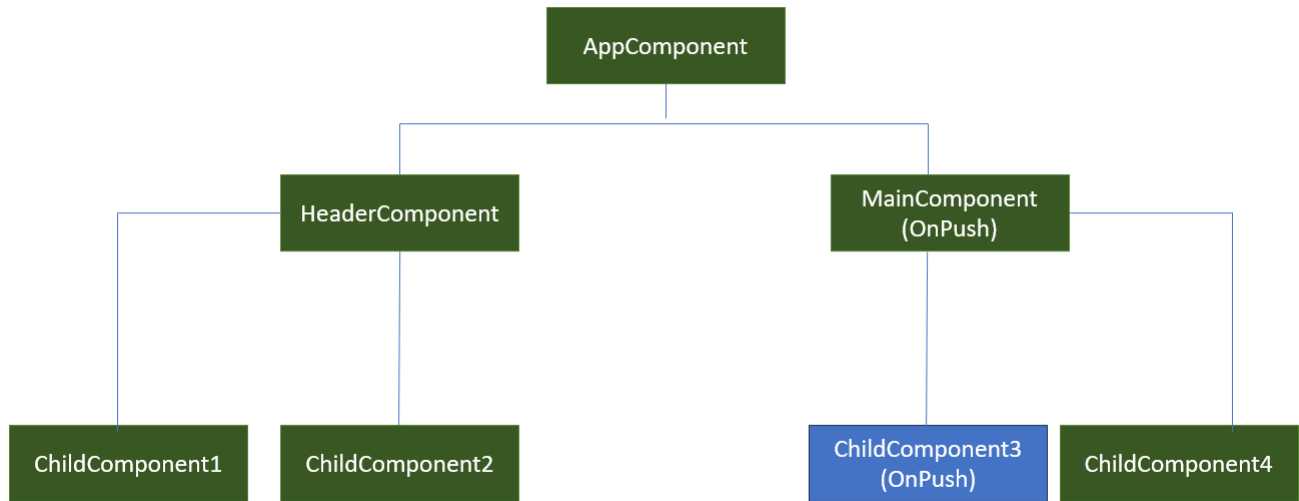 AppComponent
HeaderComponent
MainComponent
(OnPush)
ChildComponent1
ChildComponent2
ChildComponent3
(OnPush)
ChildComponent4